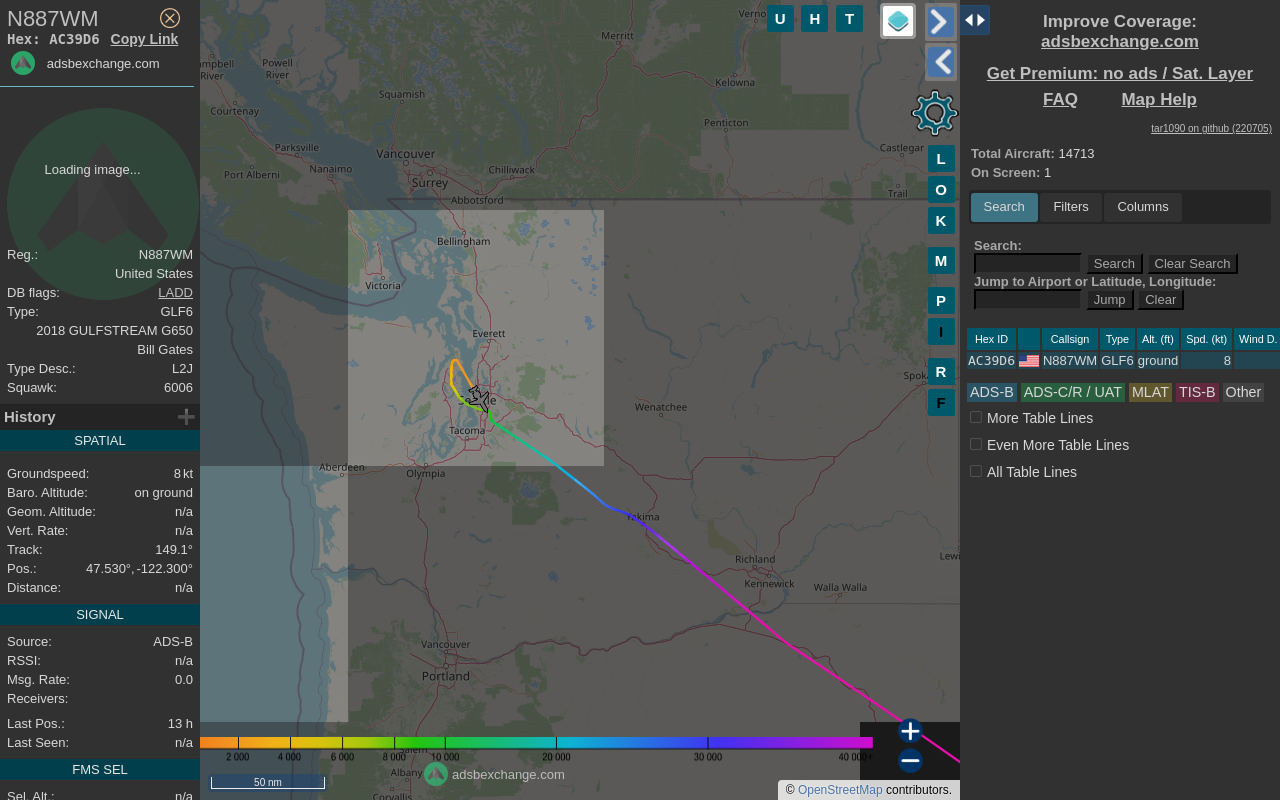 N887WM
Hex: AC39D6 Copy Link
adsbexchange.com
Loading image...
Reg.: N887WM
United States
DB flags: LADD
Type: GLF6
2018 GULFSTREAM G650
Bill Gates
Type Desc.: L2J
Squawk: 6006
History
SPATIAL
Groundspeed: 8 kt
Baro. Altitude: on ground
Geom. Altitude: n/a
Vert. Rate: n/a
Track: 149.1°
Pos.: 47.530°, -122.300°
Distance: n/a
SIGNAL
Source: ADS-B
RSSI: n/a
Msg. Rate: 0.0
Receivers:
Last Pos.: 13 h
Last Seen: n/a
FMS SEL
Sel. Alt.: n/a
U H T
L
O
K
M
P
I
R
F
Merritt
Powell
River
River
Squamish
Kelowna
Courtenay
Penticton
Parksville
Vancouver
Castlegar
Nanaimo
Port Alberni
Chilliwack
Surrey
Abbotsford
Trail
Bellingham
Victoria
Everett
Wenatchee
Tacoma
Aberdeen
Olympia
Yakima
Richland
Kennewick
Walla Walla
Vancouver
Portland
Salem
Albany
Corvallis
2 000 4 000 6 000 8 000 10 000 20 000 30 000 40 000+
50 nm
adsbexchange.com
© OpenStreetMap contributors.
Improve Coverage:
adsbexchange.com
Get Premium: no ads / Sat. Layer
FAQ Map Help
tar1090 on github (220705)
Total Aircraft: 14713
On Screen: 1
Search Filters Columns
Search:
Search Clear Search
Jump to Airport or Latitude, Longitude:
Jump Clear
Hex ID Callsign Type Alt. (ft) Spd. (kt) Wind D.
AC39D6 N887WM GLF6 ground 8
ADS-B ADS-C/R / UAT MLAT TIS-B Other
More Table Lines
Even More Table Lines
All Table Lines